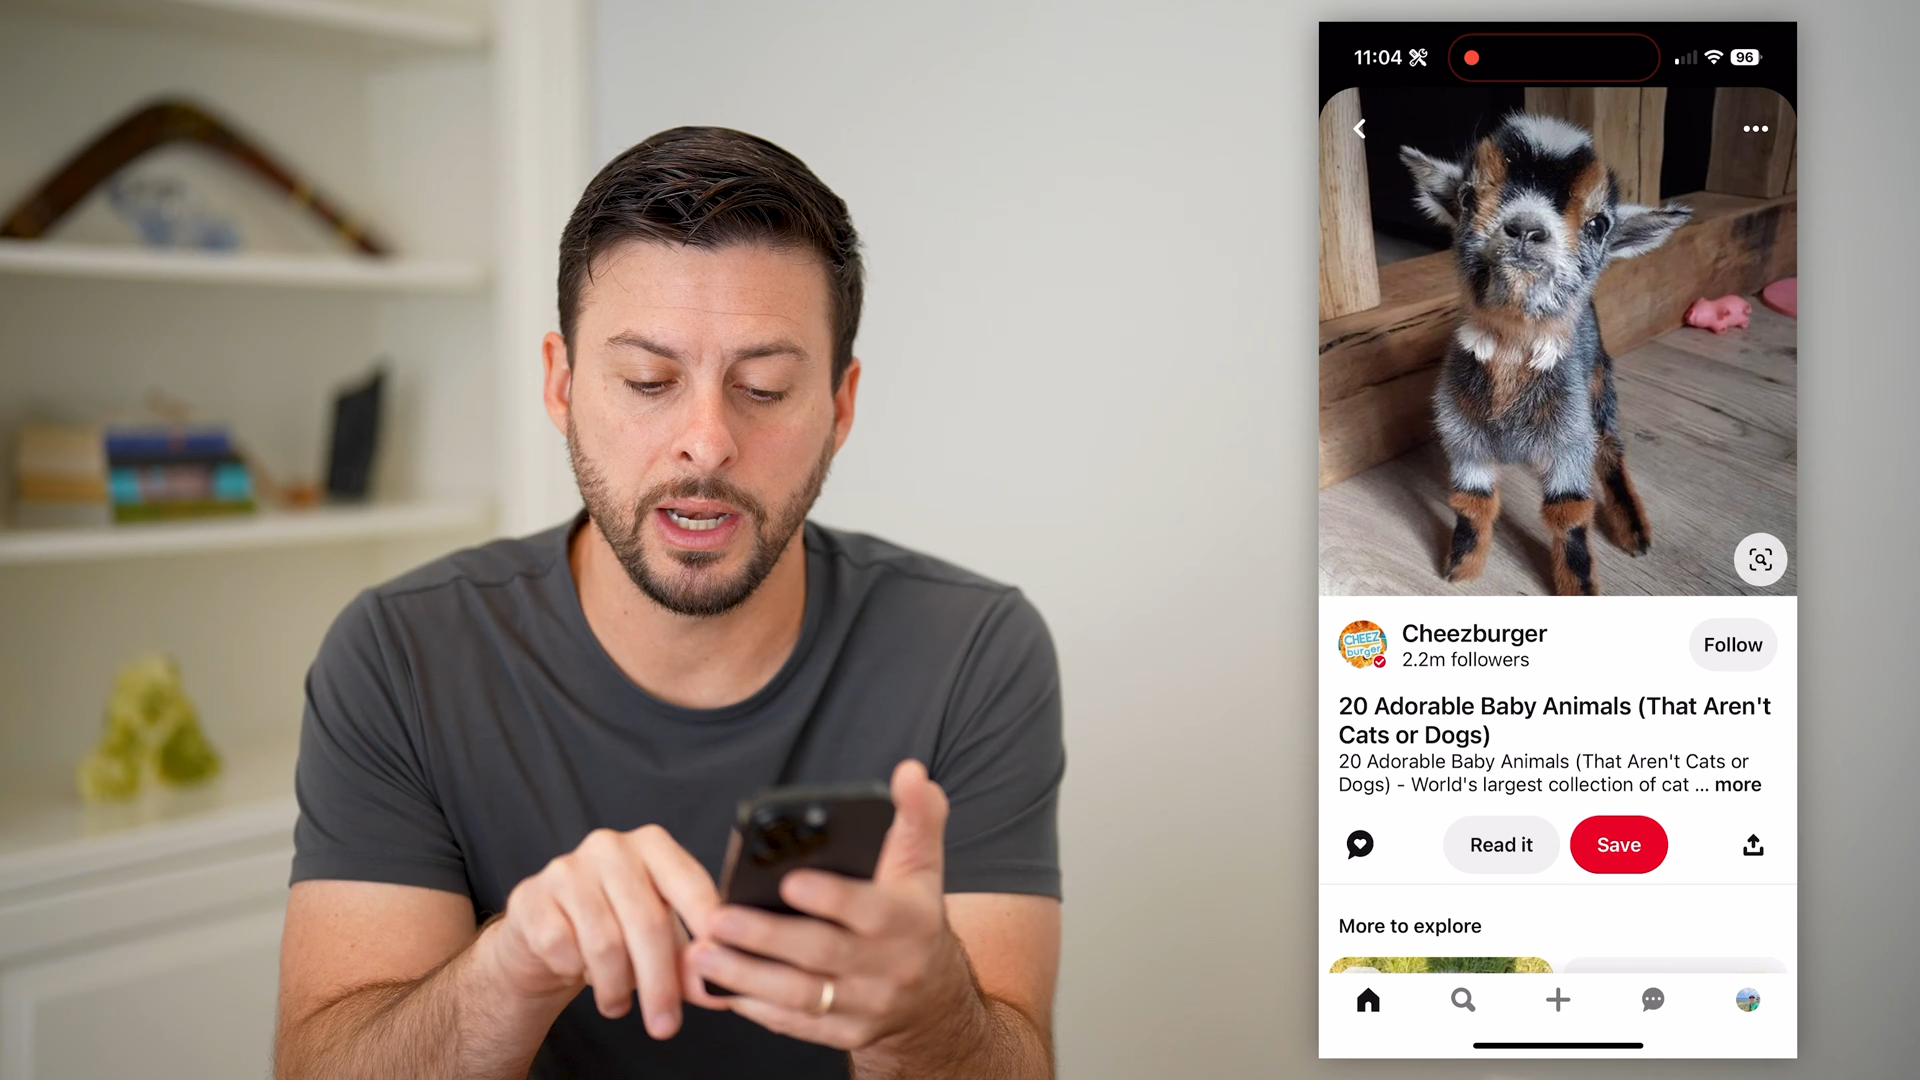 11:04
96
CHEEZ
burger
Cheezburger
2.2m followers
Follow
20 Adorable Baby Animals (That Aren't
Cats or Dogs)
20 Adorable Baby Animals (That Aren't Cats or
Dogs) - World's largest collection of cat ... more
Read it
Save
More to explore